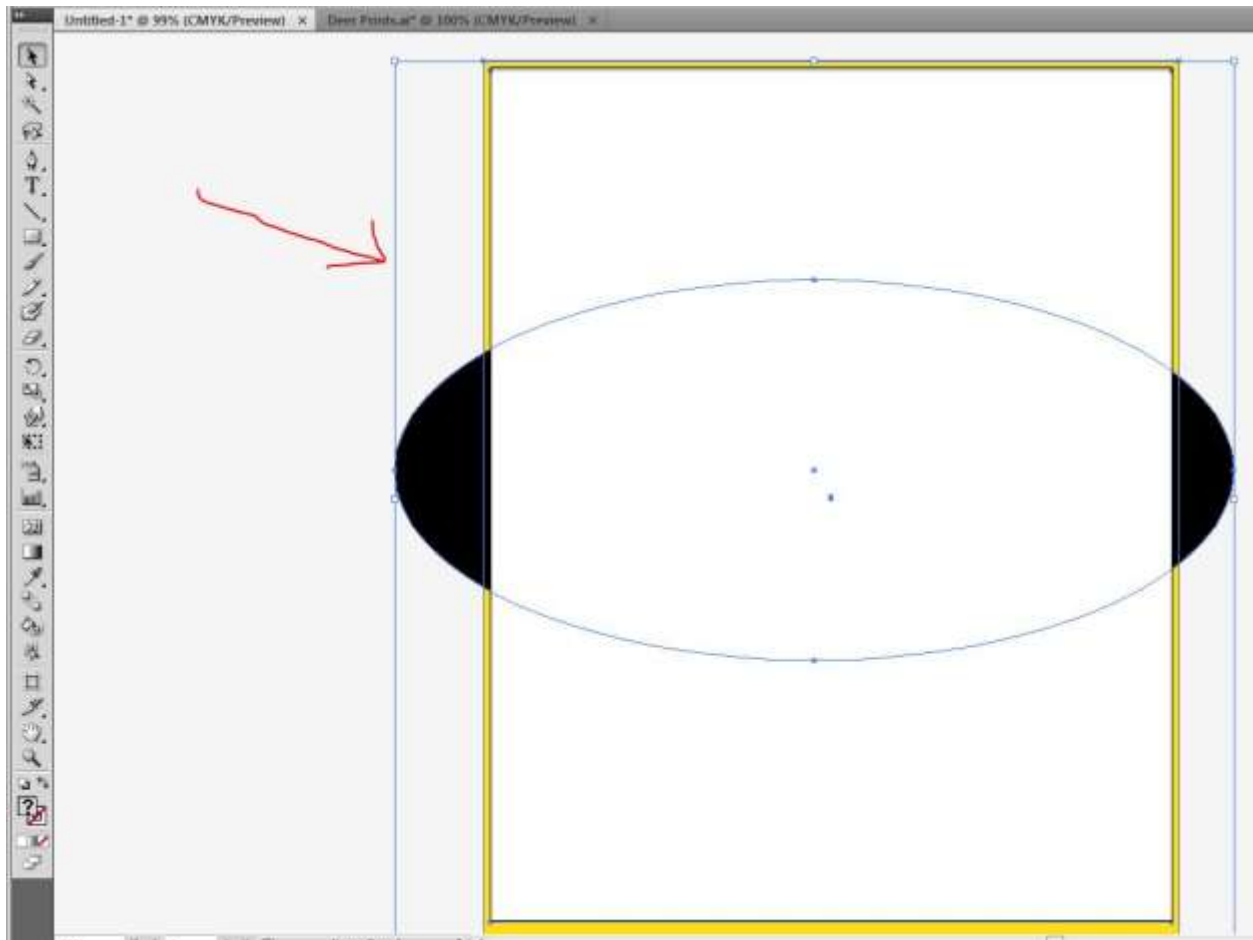 Untitled-1* @ 99% (CMYK/Preview) × Deer Prints.ai* @ 100% (CMYK/Preview) ×
T
?